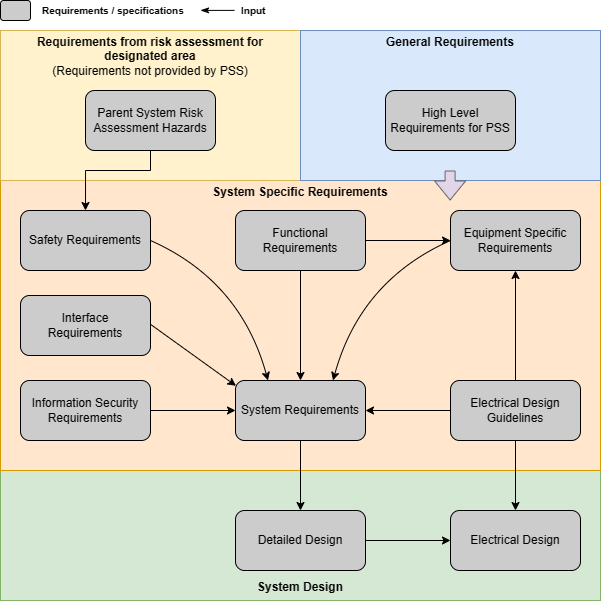 Requirements / specifications
Input
Requirements from risk assessment for
designated area
(Requirements not provided by PSS)
General Requirements
Parent System Risk
Assessment Hazards
High Level
Requirements for PSS
System Specific Requirements
Safety Requirements
Functional
Requirements
Equipment Specific
Requirements
Interface
Requirements
Information Security
Requirements
System Requirements
Electrical Design
Guidelines
Detailed Design
Electrical Design
System Design